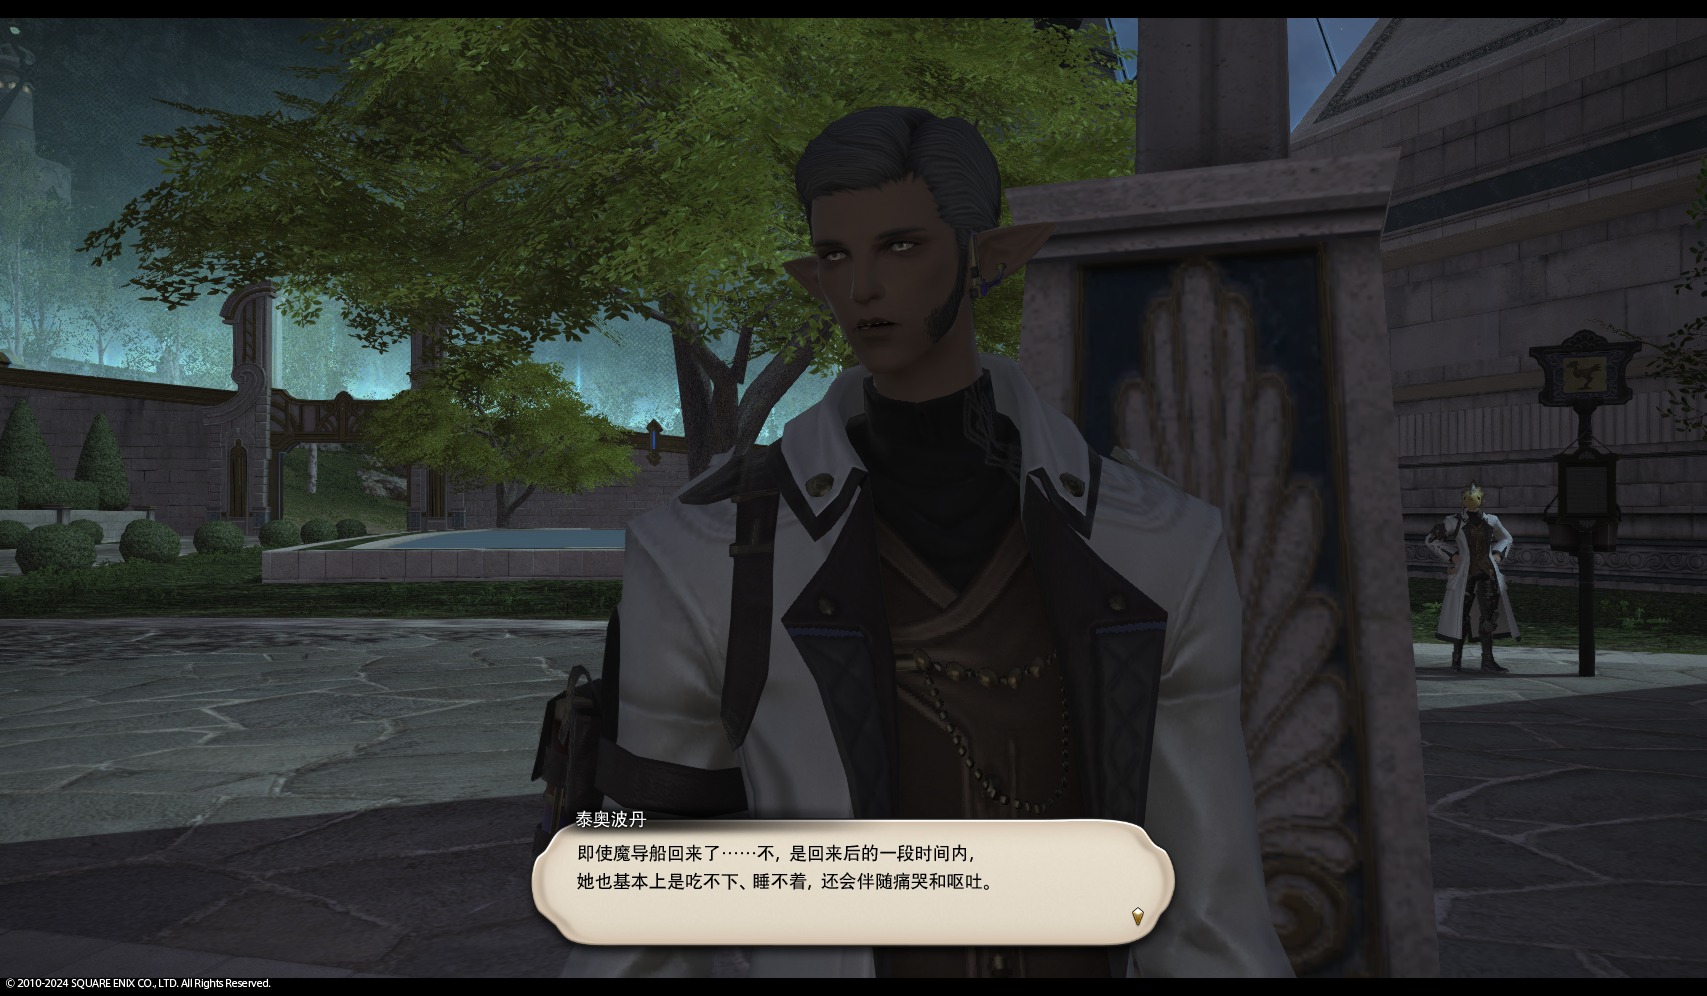 泰奥波丹
即使魔导船回来了……不，是回来后的一段时间内，
她也基本上是吃不下、睡不着，还会伴随痛哭和呕吐。
© 2010-2024 SQUARE ENIX CO., LTD. All Rights Reserved.